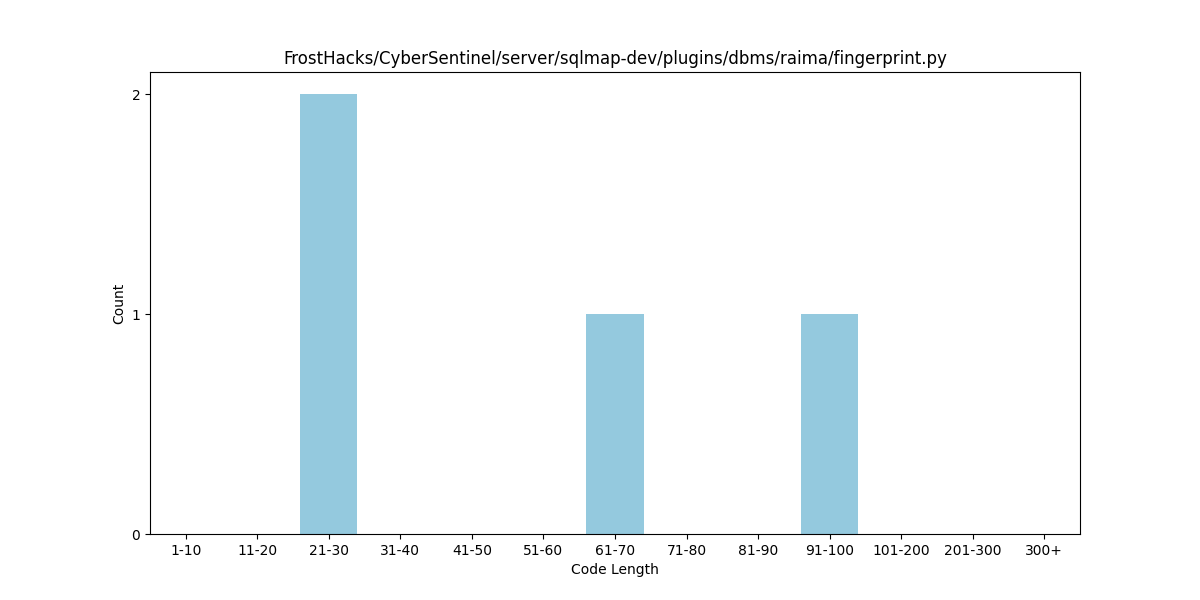 FrostHacks/CyberSentinel/server/sqlmap-dev/plugins/dbms/raima/fingerprint.py
2
1
0
Count
1-10 11-20 21-30 31-40 41-50 51-60 61-70 71-80 81-90 91-100 101-200 201-300 300+
Code Length